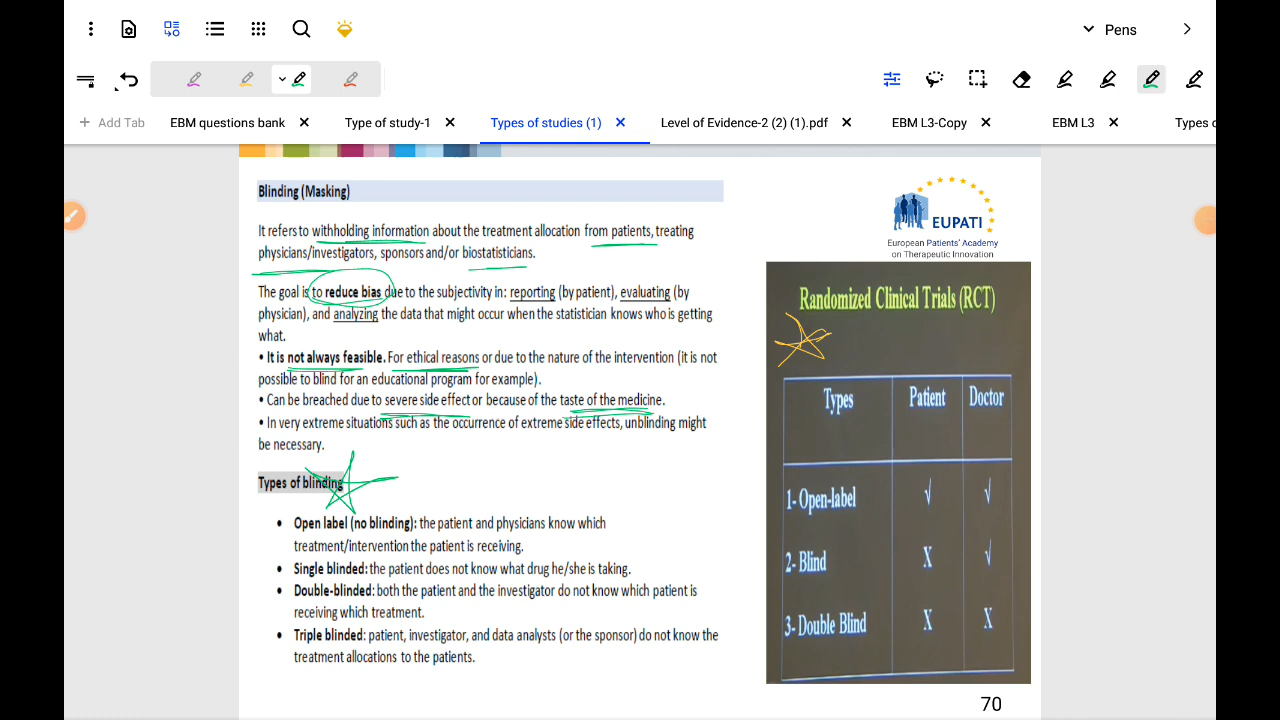 Pens
Add Tab
EBM questions bank
Type of study-1
Types of studies (1)
Level of Evidence-2 (2) (1).pdf
EBM L3-Copy
EBM L3
Types o
Blinding (Masking)
It refers to withholding information about the treatment allocation from patients, treating
physicians/investigators, sponsors and/or biostatisticians.
The goal is to reduce bias due to the subjectivity in: reporting (by patient), evaluating (by
physician), and analyzing the data that might occur when the statistician knows who is getting
what.
• It is not always feasible. For ethical reasons or due to the nature of the intervention (it is not
possible to blind for an educational program for example).
• Can be breached due to severe side effect or because of the taste of the medicine.
• In very extreme situations such as the occurrence of extreme side effects, unblinding might
be necessary.
Types of blinding
• Open label (no blinding): the patient and physicians know which
treatment/intervention the patient is receiving.
• Single blinded: the patient does not know what drug he/she is taking.
• Double-blinded: both the patient and the investigator do not know which patient is
receiving which treatment.
• Triple blinded: patient, investigator, and data analysts (or the sponsor) do not know the
treatment allocations to the patients.
EUPATI
European Patients' Academy
on Therapeutic Innovation
Randomized Clinical Trials (RCT)
Types Patient Doctor
1- Open-label √ √
2- Blind X √
3- Double Blind X X
70